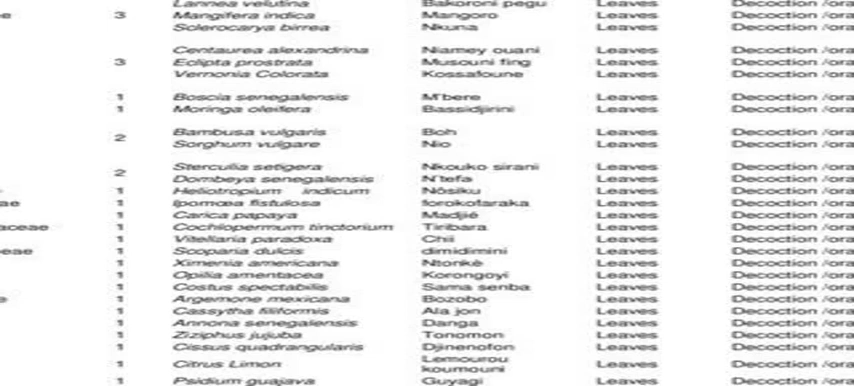 Lannea velutina Bakoroni pegu Leaves Decoction /ora
e 3 Mangifera indica Mangoro Leaves Decoction /ora
Sclerocarya birrea Nkuna Leaves Decoction /ora
Centaurea alexandrina Niamey ouani Leaves Decoction /ora
3 Eclipta prostrata Musouni fing Leaves Decoction /ora
Vernonia Colorata Kossafoune Leaves Decoction /ora
1 Boscia senegalensis M'bere Leaves Decoction /ora
1 Moringa oleifera Bassidjirini Leaves Decoction /ora
2
Bambusa vulgaris Boh Leaves Decoction /ora
Sorghum vulgare Nio Leaves Decoction /ora
2
Sterculia setigera Nkouko sirani Leaves Decoction /ora
Dombeya senegalensis N'tefa Leaves Decoction /ora
1 Heliotropium indicum Nôsiku Leaves Decoction /ora
ae 1 Ipomœa fistulosa forokofaraka Leaves Decoction /ora
1 Carica papaya Madjié Leaves Decoction /ora
aceae 1 Cochlopermum tinctorium Tiribara Leaves Decoction /ora
1 Vitellaria paradoxa Chii Leaves Decoction /ora
eae 1 Scoparia dulcis dimidimini Leaves Decoction /ora
1 Ximenia americana Ntonkè Leaves Decoction /ora
1 Opilia amentacea Korongoyi Leaves Decoction /ora
1 Costus spectabilis Sama senba Leaves Decoction /ora
e 1 Argemone mexicana Bozobo Leaves Decoction /ora
1 Cassytha filiformis Ala jon Leaves Decoction /ora
1 Annona senegalensis Danga Leaves Decoction /ora
1 Ziziphus jujuba Tonomon Leaves Decoction /ora
1 Cissus quadrangularis Djinenofon Leaves Decoction /ora
1 Citrus Limon Lemourou koumouni Leaves Decoction /ora
1 Psidium guajava Guyagi Leaves Decoction /ora